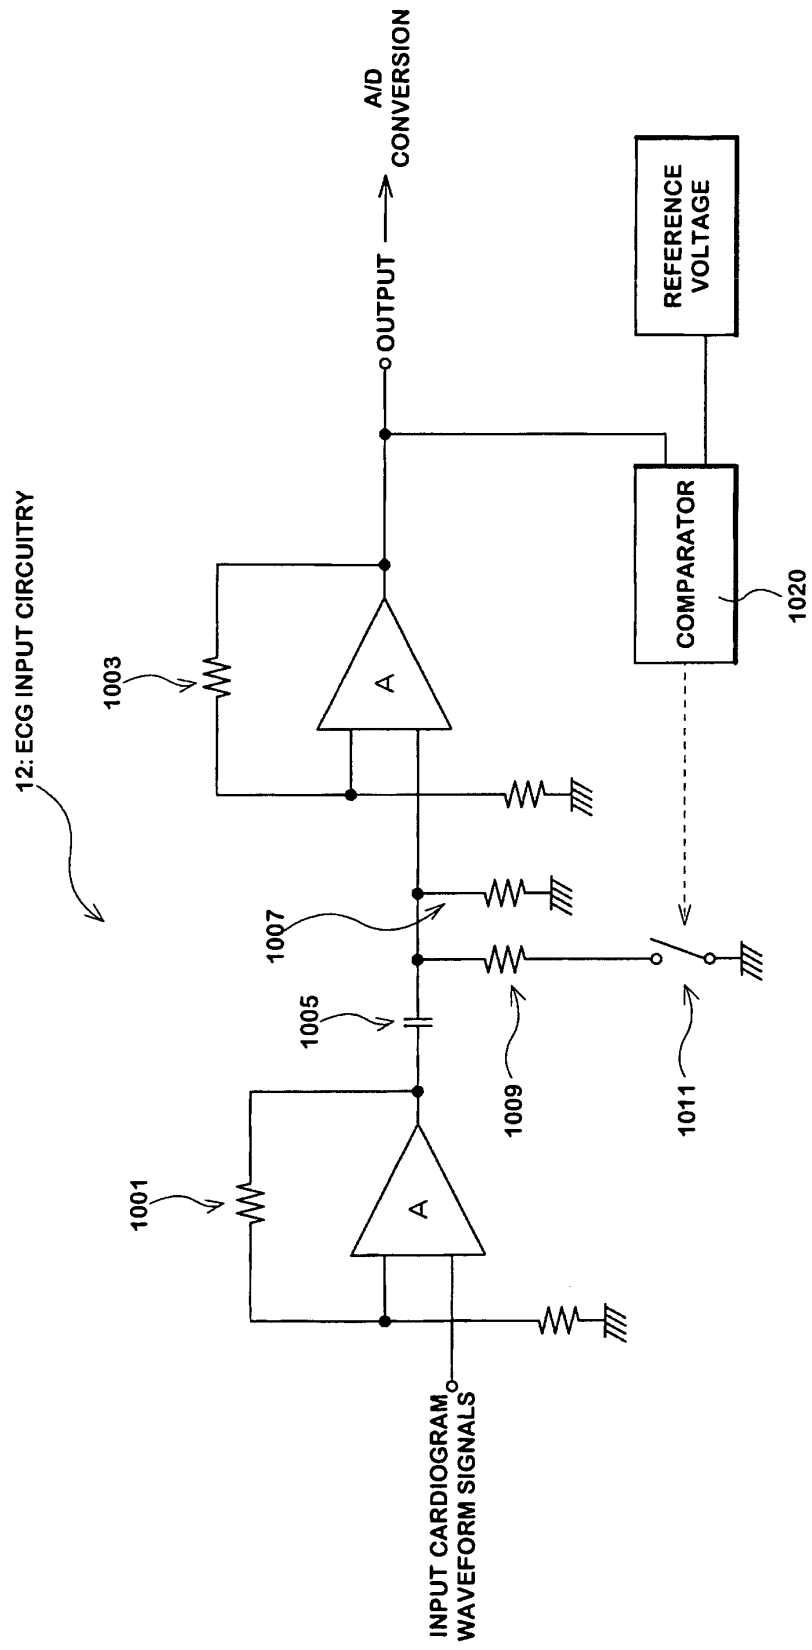 12: ECG INPUT CIRCUITRY
1001
1003
A
A
1005
1007
1009
1011
INPUT CARDIOGRAM
WAVEFORM SIGNALS
OUTPUT
A/D
CONVERSION
COMPARATOR
1020
REFERENCE
VOLTAGE